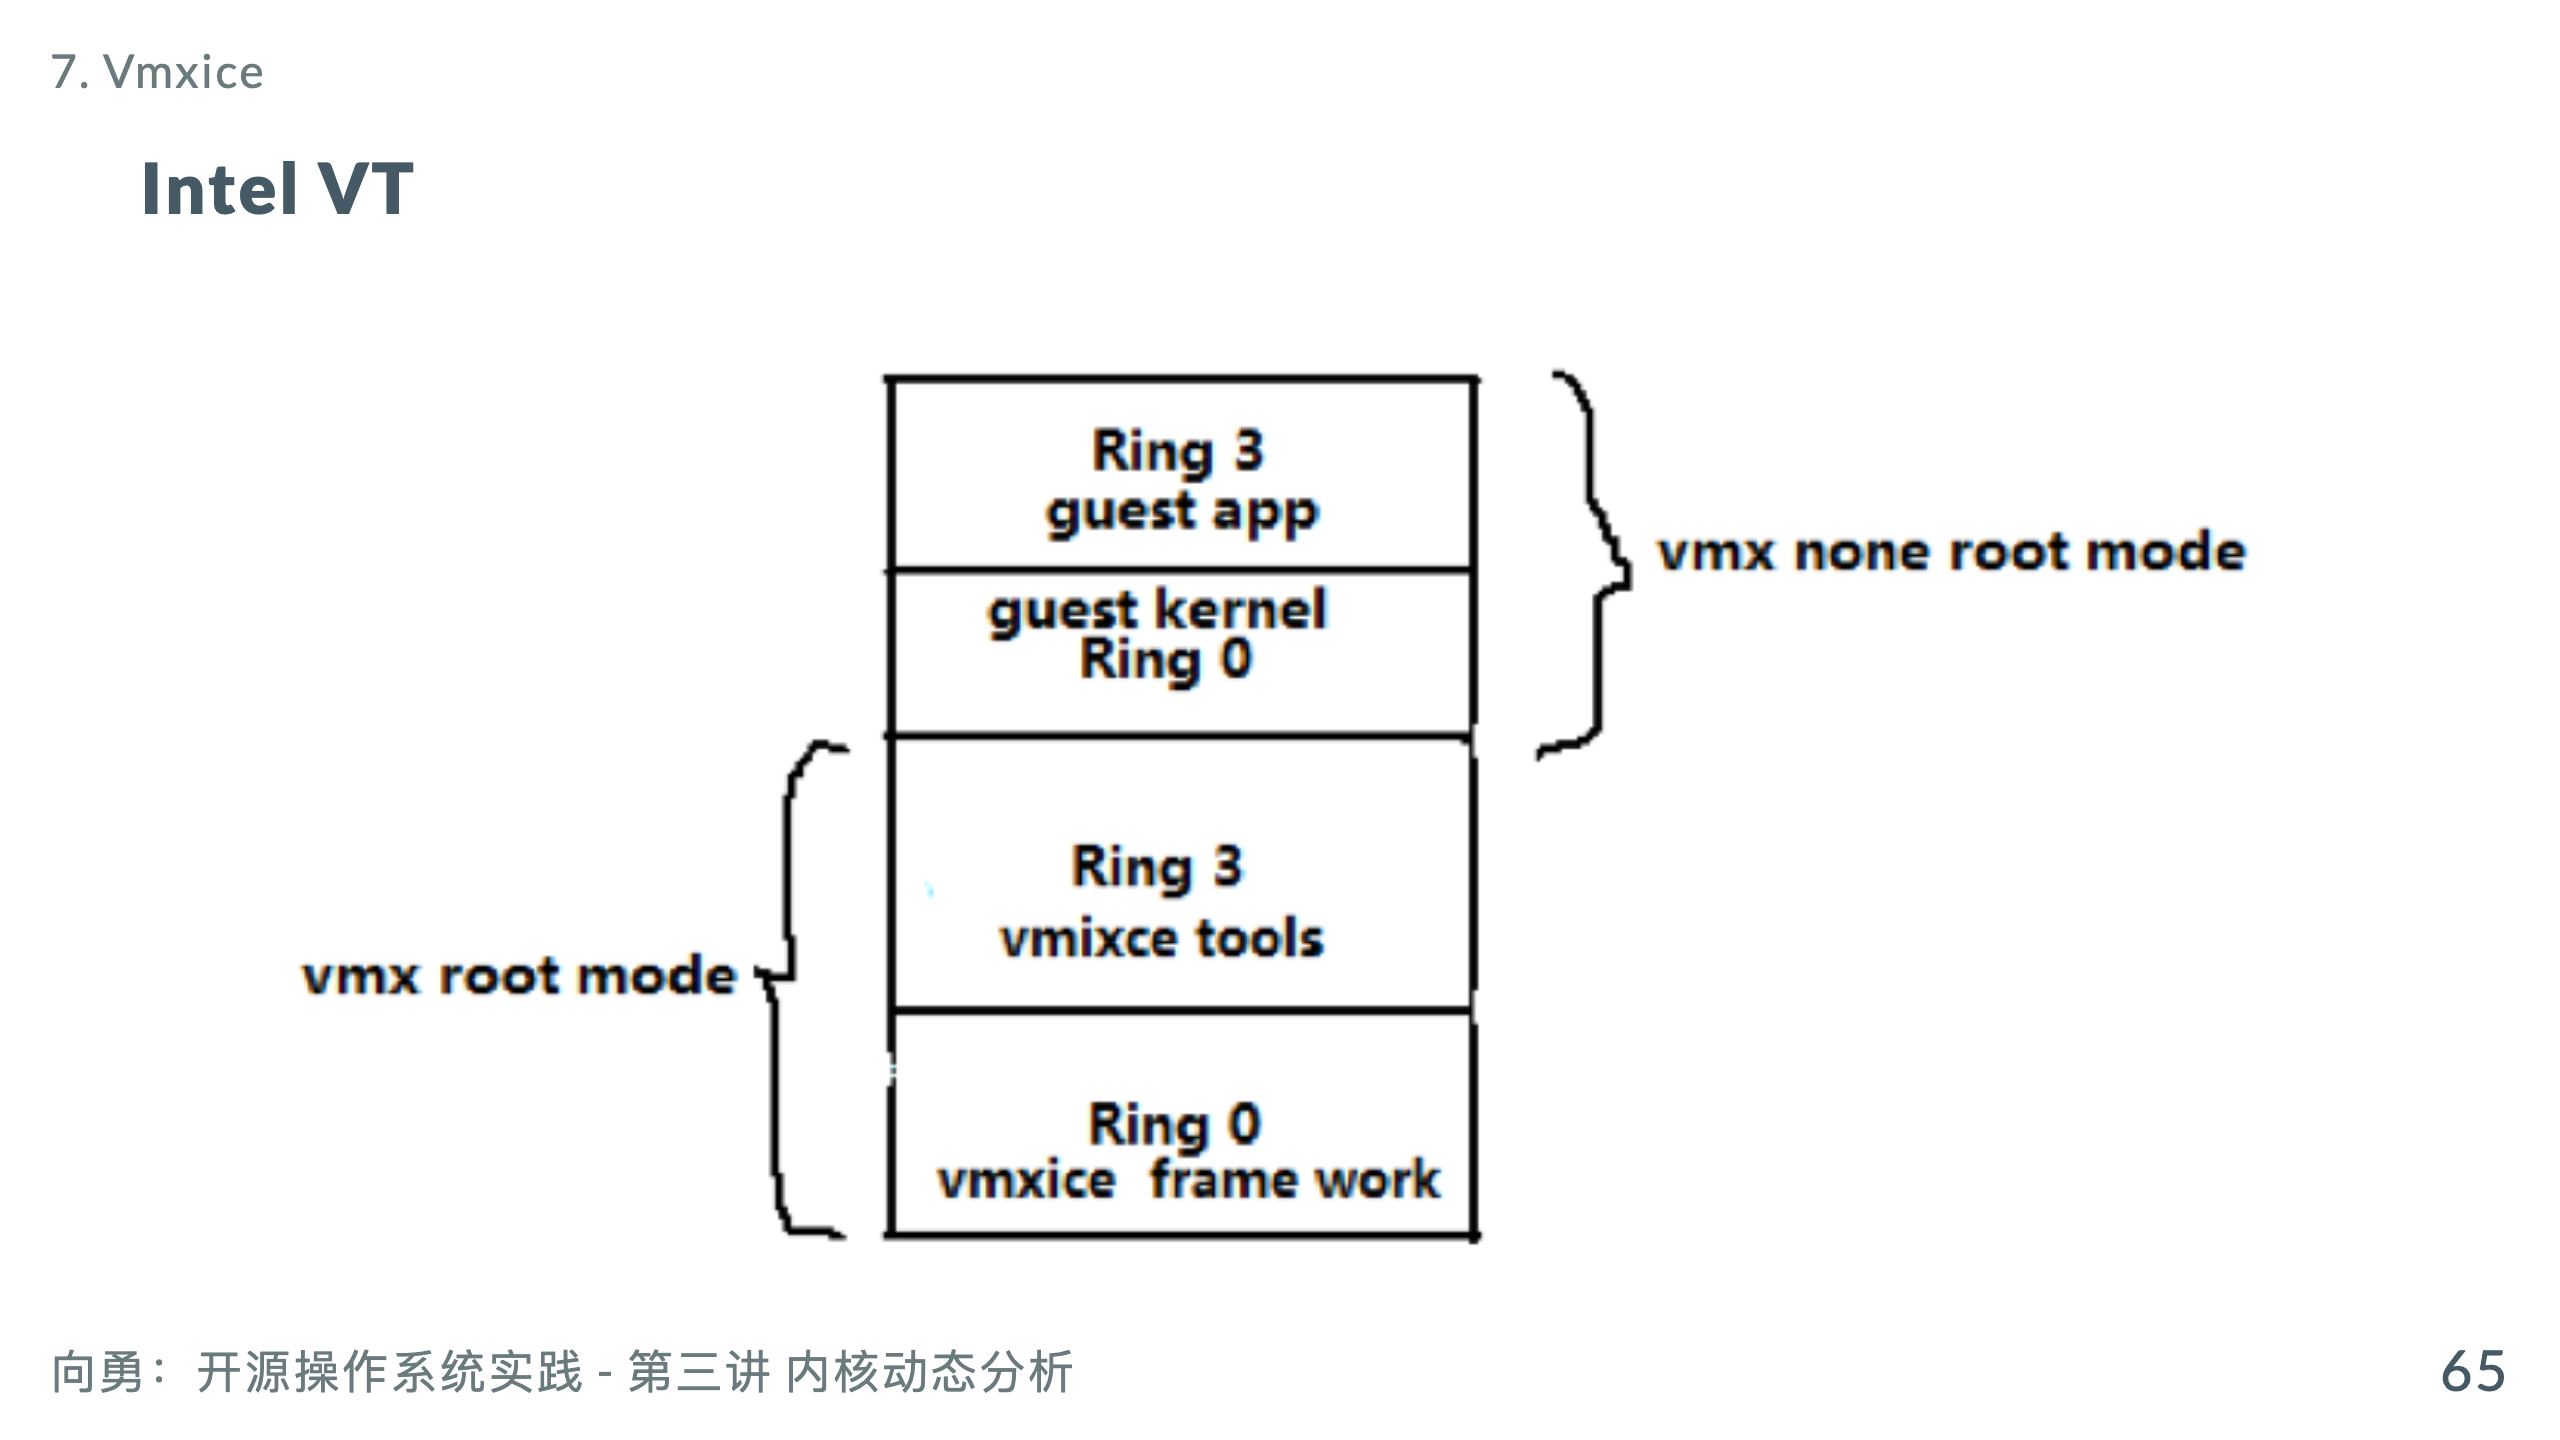 7. Vmxice
Intel VT
Ring 3
guest app
vmx none root mode
guest kernel
Ring 0
Ring 3
vmixce tools
vmx root mode
Ring 0
vmxice frame work
向勇：开源操作系统实践 - 第三讲 内核动态分析
65